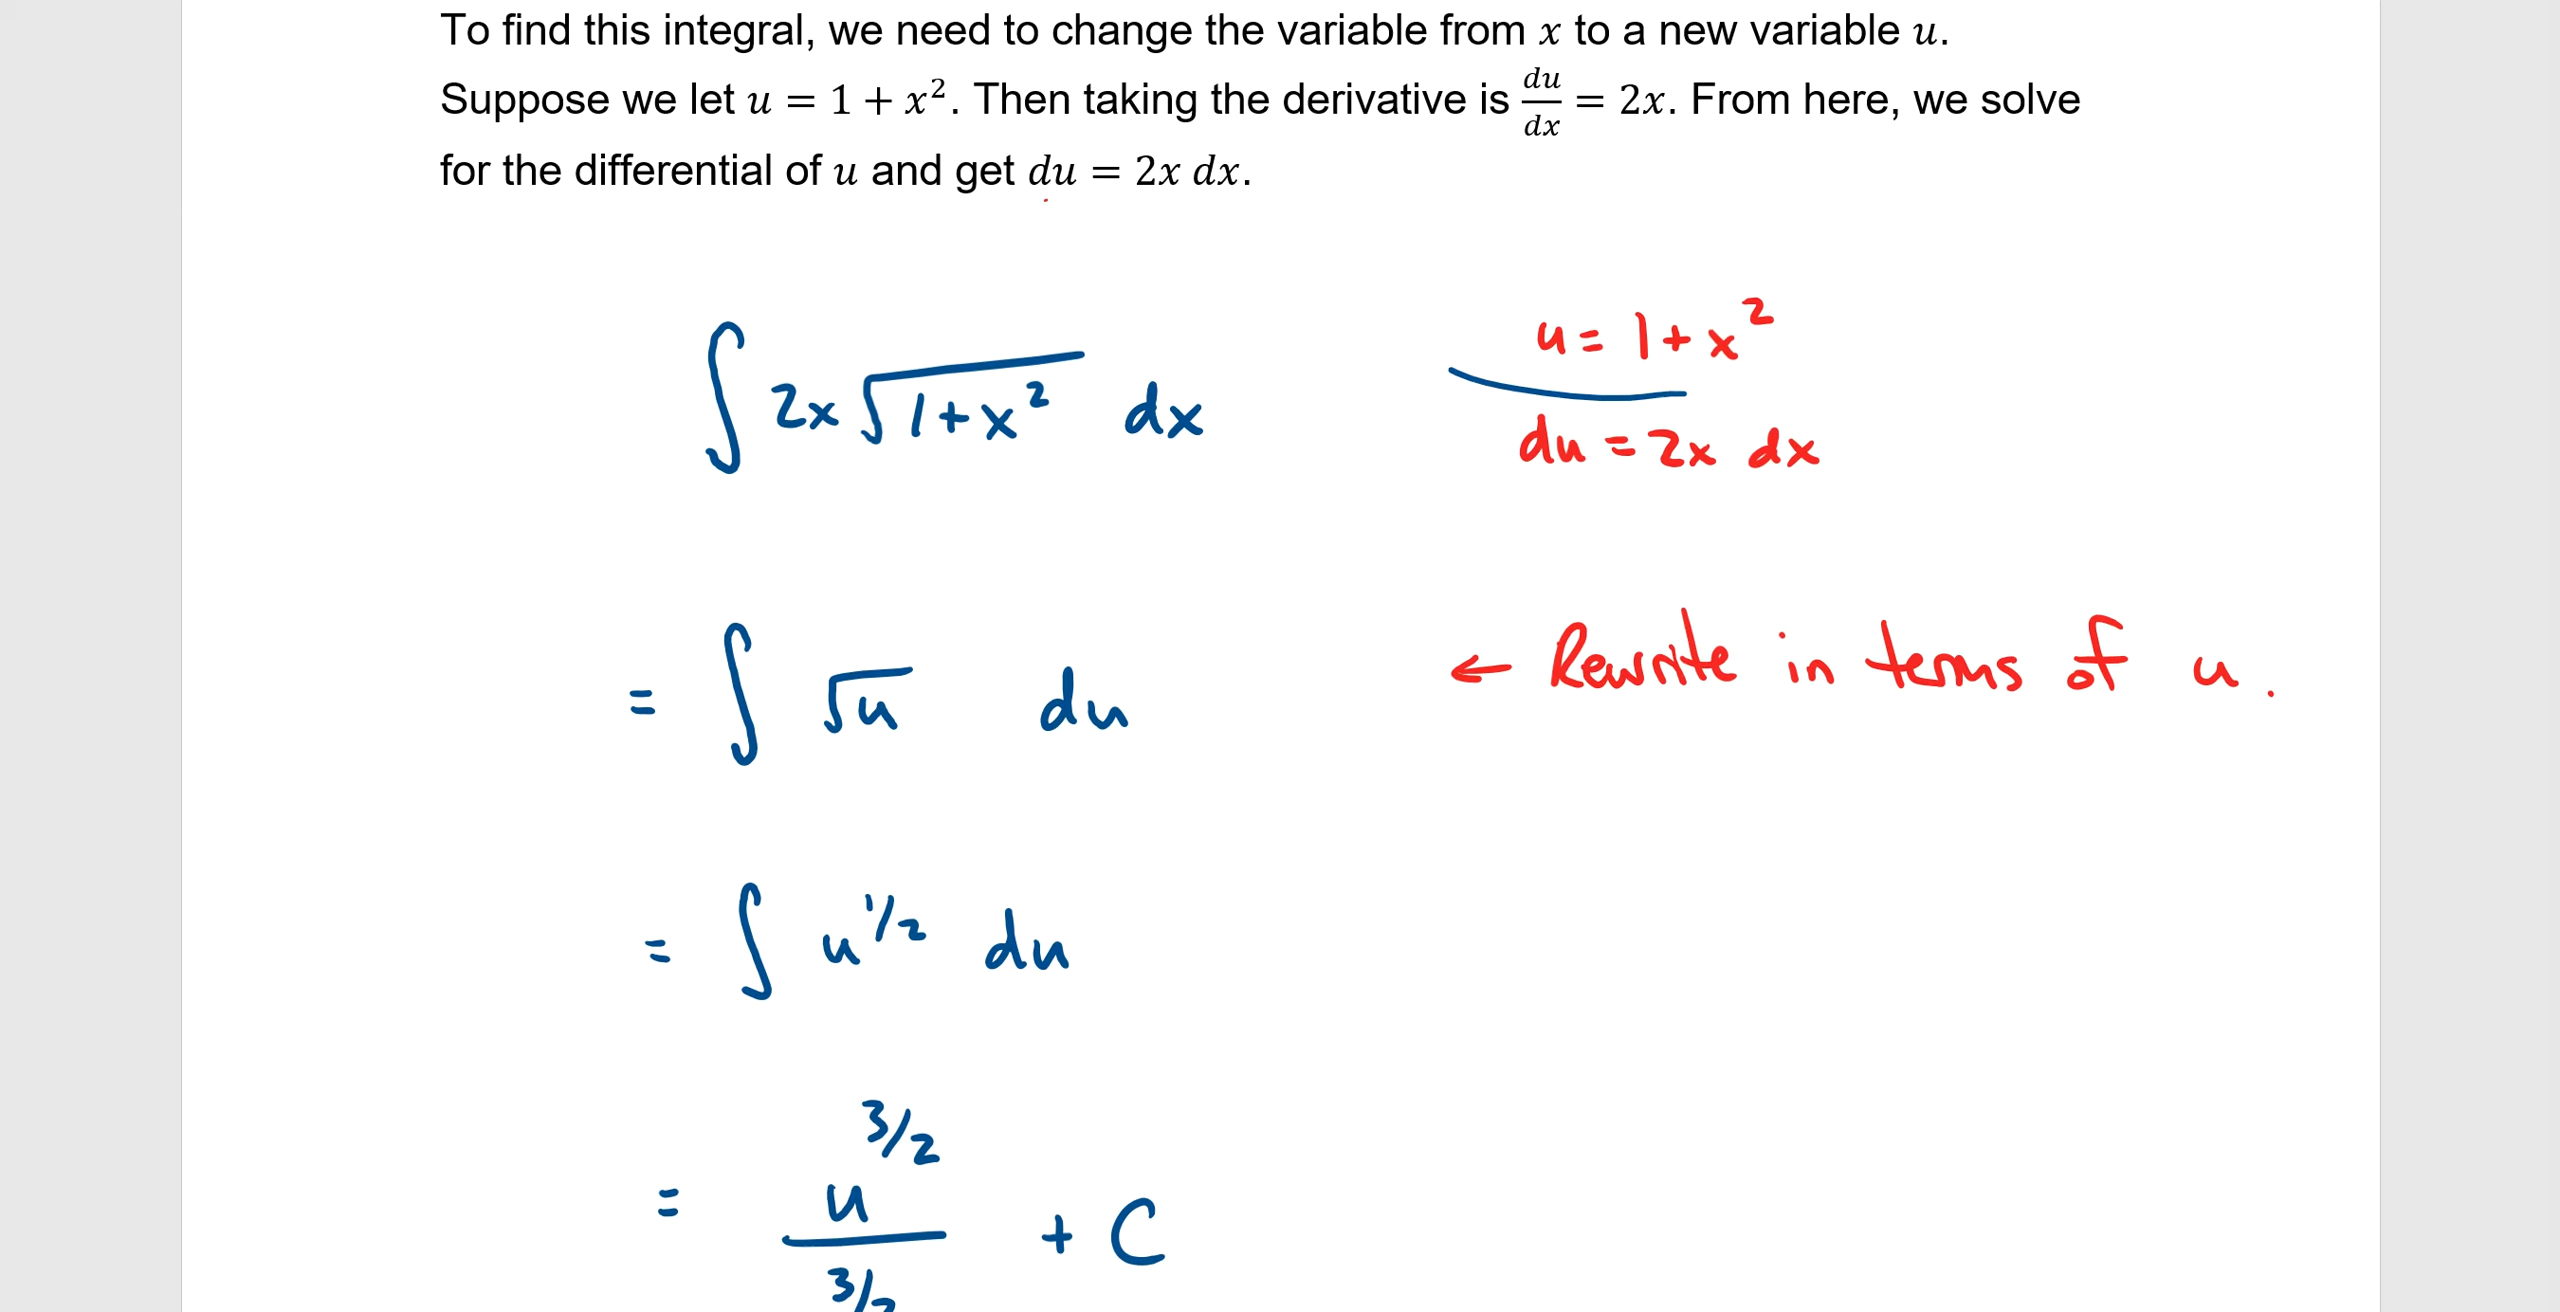 To find this integral, we need to change the variable from x to a new variable u.
Suppose we let u = 1 + x². Then taking the derivative is du/dx = 2x. From here, we solve
for the differential of u and get du = 2x dx.
∫ 2x √(1+x²) dx
u = 1 + x²
du = 2x dx
= ∫ √u du
← Rewrite in terms of u.
= ∫ u^(1/2) du
= u^(3/2) / (3/2) + C